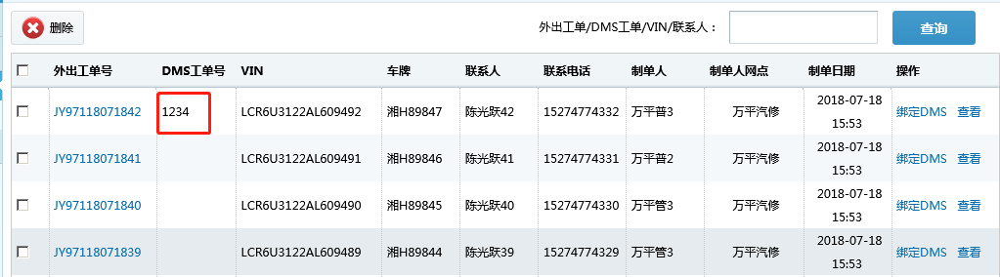 删除 外出工单/DMS工单/VIN/联系人： 查询
外出工单号 DMS工单号 VIN 车牌 联系人 联系电话 制单人 制单人网点 制单日期 操作
JY97118071842 1234 LCR6U3122AL609492 湘H89847 陈光跃42 15274774332 万平普3 万平汽修 2018-07-18 15:53 绑定DMS 查看
JY97118071841 LCR6U3122AL609491 湘H89846 陈光跃41 15274774331 万平普2 万平汽修 2018-07-18 15:53 绑定DMS 查看
JY97118071840 LCR6U3122AL609490 湘H89845 陈光跃40 15274774330 万平管3 万平汽修 2018-07-18 15:53 绑定DMS 查看
JY97118071839 LCR6U3122AL609489 湘H89844 陈光跃39 15274774329 万平管3 万平汽修 2018-07-18 15:53 绑定DMS 查看